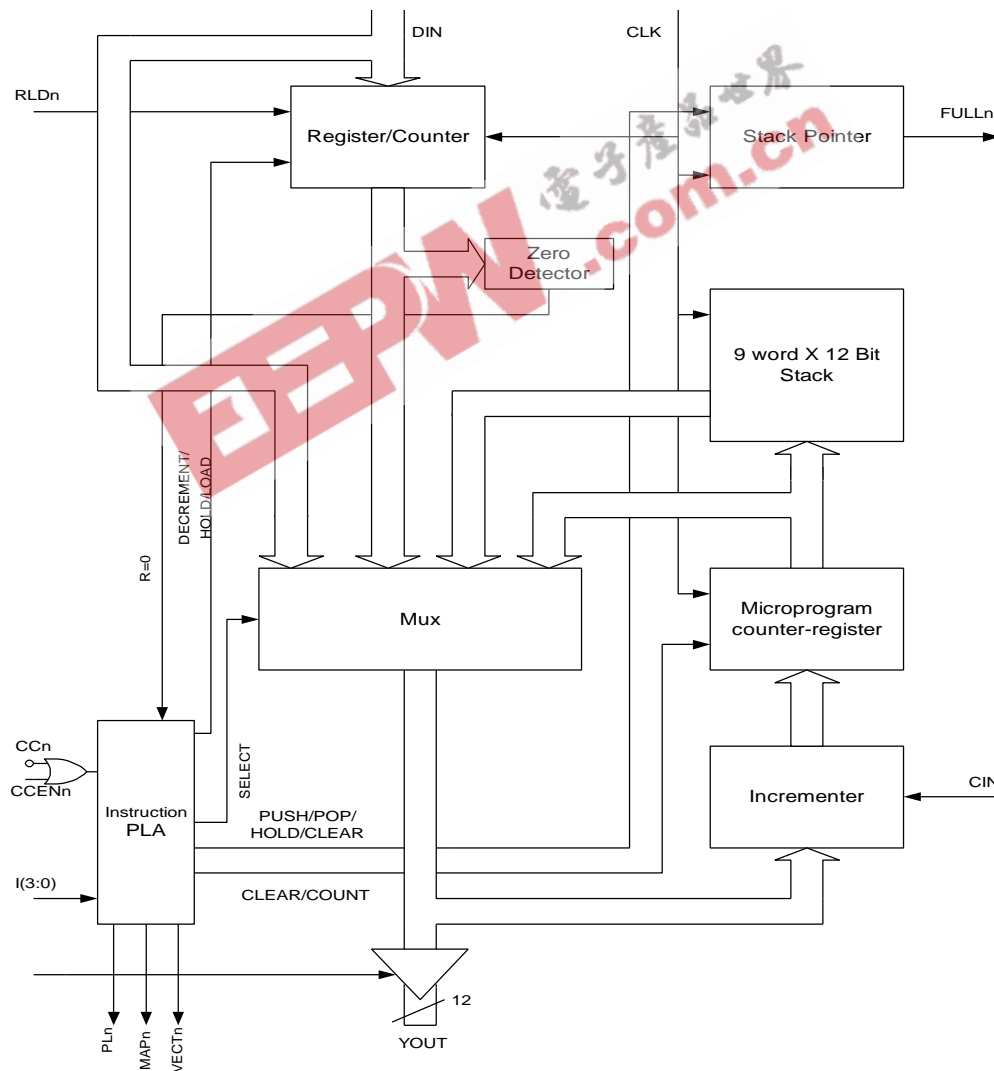 DIN
CLK
RLDn
Register/Counter
Stack Pointer
FULLn
電子產品世界
EEPW
.com.cn
Zero
Detector
9 word X 12 Bit
Stack
DECREMENT/
HOLD/LOAD
R=0
Mux
Microprogram
counter-register
SELECT
CCn
CCENn
Instruction
PLA
PUSH/POP/
HOLD/CLEAR
Incrementer
CIN
I(3:0)
CLEAR/COUNT
12
PLn
MAPn
VECTn
YOUT